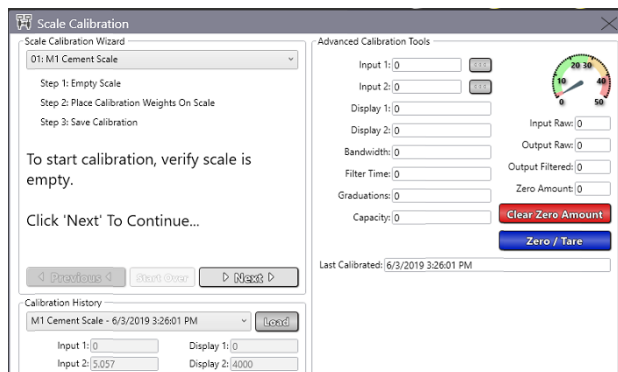 Scale Calibration
Scale Calibration Wizard
01: M1 Cement Scale
Step 1: Empty Scale
Step 2: Place Calibration Weights On Scale
Step 3: Save Calibration
To start calibration, verify scale is
empty.
Click 'Next' To Continue...
Previous
Start Over
Next
Calibration History
M1 Cement Scale - 6/3/2019 3:26:01 PM
Load
Input 1: 0
Display 1: 0
Input 2: 5.057
Display 2: 4000
Advanced Calibration Tools
Input 1: 0
Input 2: 0
Display 1: 0
Display 2: 0
Bandwidth: 0
Filter Time: 0
Graduations: 0
Capacity: 0
0 10 20 30 40 50
Input Raw: 0
Output Raw: 0
Output Filtered: 0
Zero Amount: 0
Clear Zero Amount
Zero / Tare
Last Calibrated: 6/3/2019 3:26:01 PM